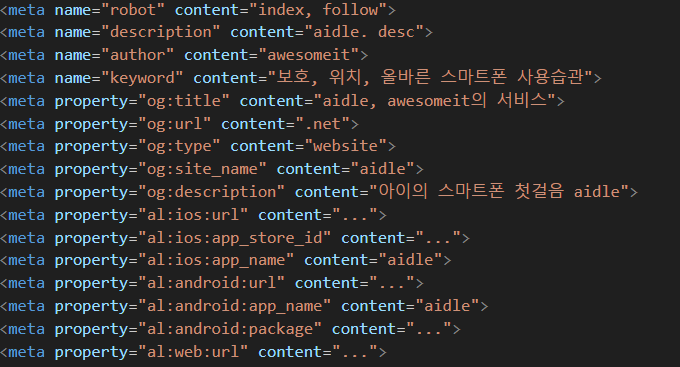 <meta name="robot" content="index, follow">
<meta name="description" content="aidle. desc">
<meta name="author" content="awesomeit">
<meta name="keyword" content="보호, 위치, 올바른 스마트폰 사용습관">
<meta property="og:title" content="aidle, awesomeit의 서비스">
<meta property="og:url" content=".net">
<meta property="og:type" content="website">
<meta property="og:site_name" content="aidle">
<meta property="og:description" content="아이의 스마트폰 첫걸음 aidle">
<meta property="al:ios:url" content="...">
<meta property="al:ios:app_store_id" content="...">
<meta property="al:ios:app_name" content="aidle">
<meta property="al:android:url" content="...">
<meta property="al:android:app_name" content="aidle">
<meta property="al:android:package" content="...">
<meta property="al:web:url" content="...">